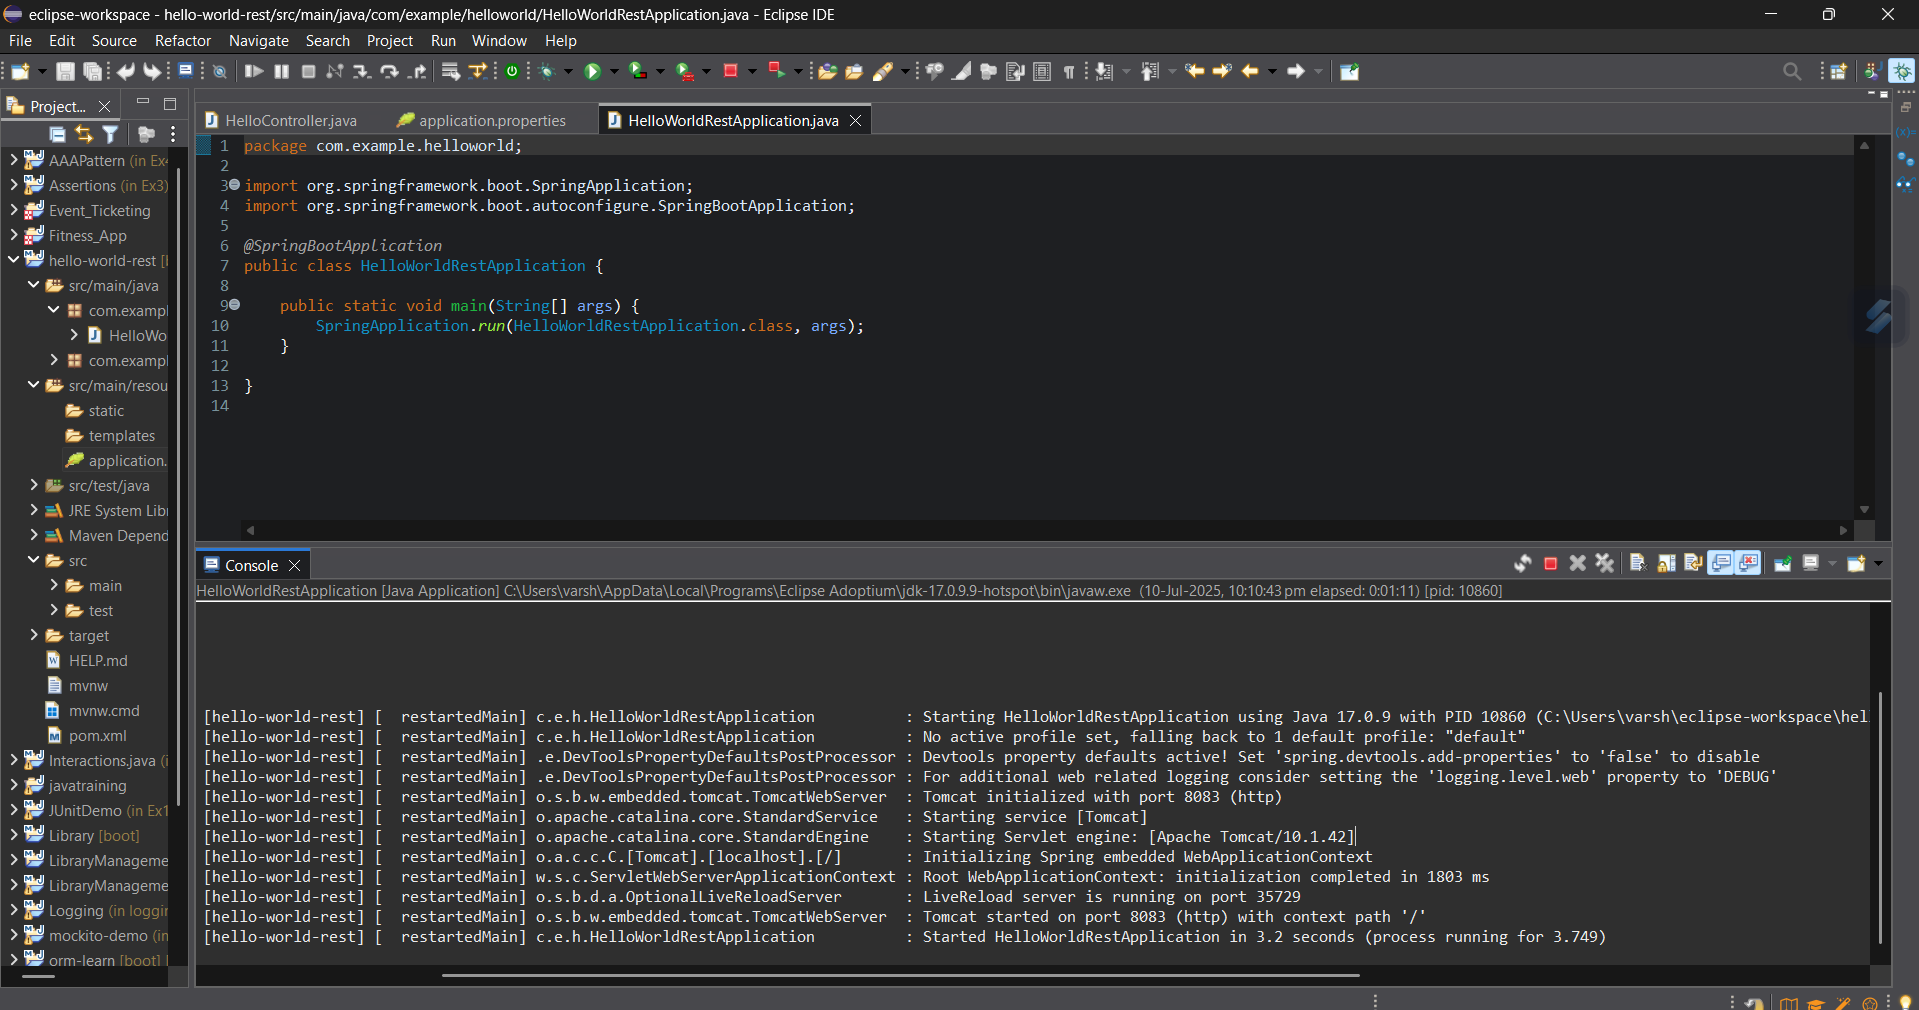 eclipse-workspace - hello-world-rest/src/main/java/com/example/helloworld/HelloWorldRestApplication.java - Eclipse IDE
File Edit Source Refactor Navigate Search Project Run Window Help
Project...
HelloController.java application.properties HelloWorldRestApplication.java
AAAPattern (in Ex
Assertions (in Ex3)
Event_Ticketing
Fitness_App
hello-world-rest [
src/main/java
com.exampl
HelloWo
com.exampl
src/main/resou
static
templates
application.
src/test/java
JRE System Lib
Maven Depend
src
main
test
target
HELP.md
mvnw
mvnw.cmd
pom.xml
Interactions.java (i
javatraining
JUnitDemo (in Ex1
Library [boot]
LibraryManageme
LibraryManageme
Logging (in loggin
mockito-demo (in
orm-learn [boot]
1 package com.example.helloworld;
2
3 import org.springframework.boot.SpringApplication;
4 import org.springframework.boot.autoconfigure.SpringBootApplication;
5
6 @SpringBootApplication
7 public class HelloWorldRestApplication {
8
9 public static void main(String[] args) {
10 SpringApplication.run(HelloWorldRestApplication.class, args);
11 }
12
13 }
14
Console
HelloWorldRestApplication [Java Application] C:\Users\varsh\AppData\Local\Programs\Eclipse Adoptium\jdk-17.0.9.9-hotspot\bin\javaw.exe (10-Jul-2025, 10:10:43 pm elapsed: 0:01:11) [pid: 10860]
[hello-world-rest] [ restartedMain] c.e.h.HelloWorldRestApplication : Starting HelloWorldRestApplication using Java 17.0.9 with PID 10860 (C:\Users\varsh\eclipse-workspace\hel
[hello-world-rest] [ restartedMain] c.e.h.HelloWorldRestApplication : No active profile set, falling back to 1 default profile: "default"
[hello-world-rest] [ restartedMain] .e.DevToolsPropertyDefaultsPostProcessor : Devtools property defaults active! Set 'spring.devtools.add-properties' to 'false' to disable
[hello-world-rest] [ restartedMain] .e.DevToolsPropertyDefaultsPostProcessor : For additional web related logging consider setting the 'logging.level.web' property to 'DEBUG'
[hello-world-rest] [ restartedMain] o.s.b.w.embedded.tomcat.TomcatWebServer : Tomcat initialized with port 8083 (http)
[hello-world-rest] [ restartedMain] o.apache.catalina.core.StandardService : Starting service [Tomcat]
[hello-world-rest] [ restartedMain] o.apache.catalina.core.StandardEngine : Starting Servlet engine: [Apache Tomcat/10.1.42]
[hello-world-rest] [ restartedMain] o.a.c.c.C.[Tomcat].[localhost].[/] : Initializing Spring embedded WebApplicationContext
[hello-world-rest] [ restartedMain] w.s.c.ServletWebServerApplicationContext : Root WebApplicationContext: initialization completed in 1803 ms
[hello-world-rest] [ restartedMain] o.s.b.d.a.OptionalLiveReloadServer : LiveReload server is running on port 35729
[hello-world-rest] [ restartedMain] o.s.b.w.embedded.tomcat.TomcatWebServer : Tomcat started on port 8083 (http) with context path '/'
[hello-world-rest] [ restartedMain] c.e.h.HelloWorldRestApplication : Started HelloWorldRestApplication in 3.2 seconds (process running for 3.749)